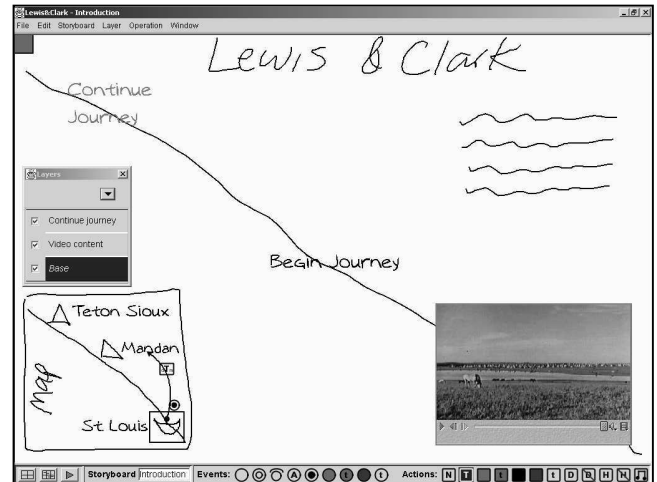 Lewis&Clark - Introduction
File Edit Storyboard Layer Operation Window
Lewis & Clark
Continue
Journey
Layers
Continue journey
Video content
Base
Begin Journey
Teton Sioux
Mandan
Map
St. Louis
Storyboard Introduction Events: A t t Actions: N T t t D D H H